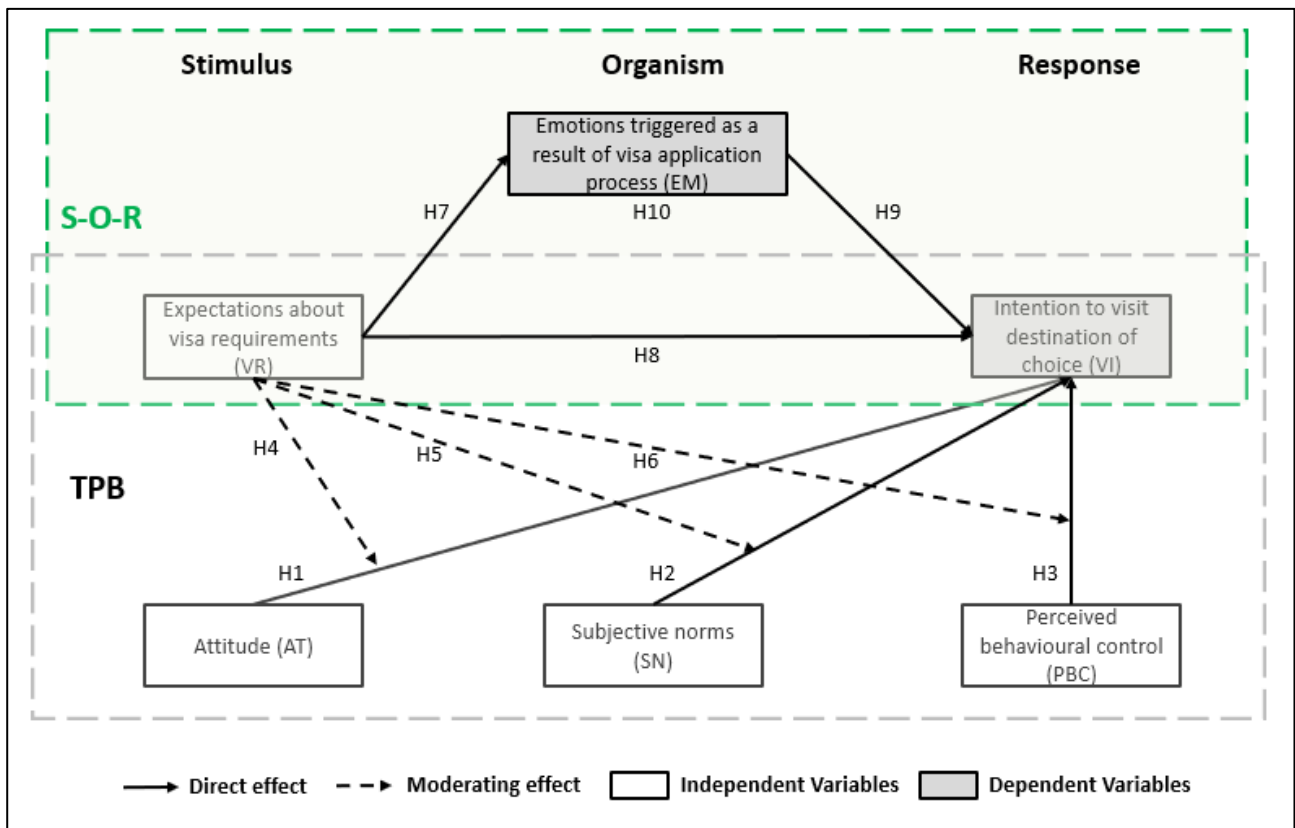 Stimulus
Organism
Response
Emotions triggered as a
result of visa application
process (EM)
H7
H10
H9
S-O-R
Expectations about
visa requirements
(VR)
Intention to visit
destination of
choice (VI)
H8
H4
H5
H6
TPB
H1
H2
H3
Attitude (AT)
Subjective norms
(SN)
Perceived
behavioural control
(PBC)
Direct effect
Moderating effect
Independent Variables
Dependent Variables